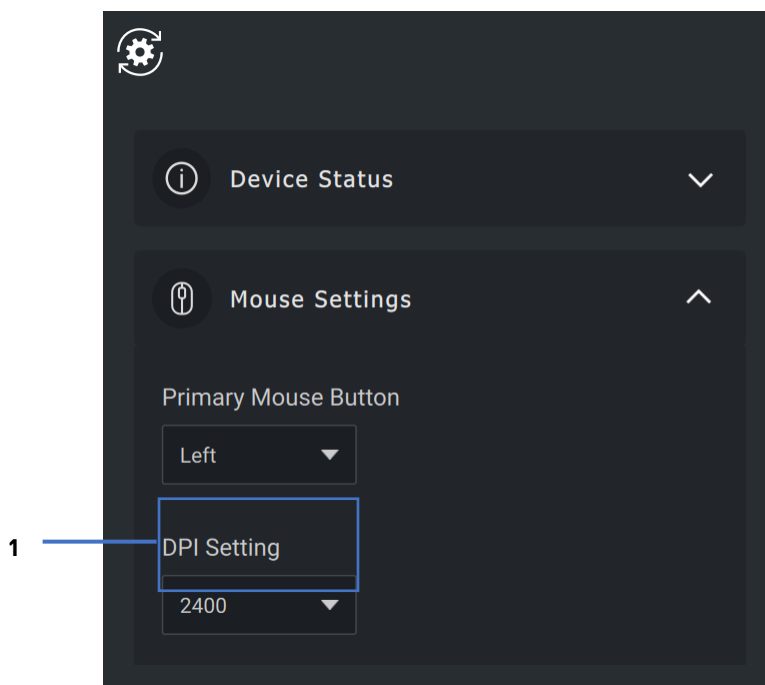 Device Status
Mouse Settings
Primary Mouse Button
Left
1
DPI Setting
2400